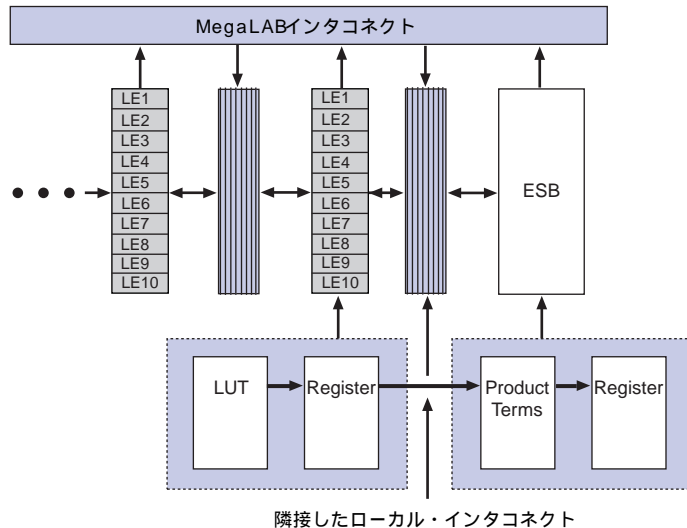 MegaLABインタコネクト
LE1
LE2
LE3
LE4
LE5
LE6
LE7
LE8
LE9
LE10
LE1
LE2
LE3
LE4
LE5
LE6
LE7
LE8
LE9
LE10
ESB
LUT
Register
Product
Terms
Register
隣接したローカル・インタコネクト